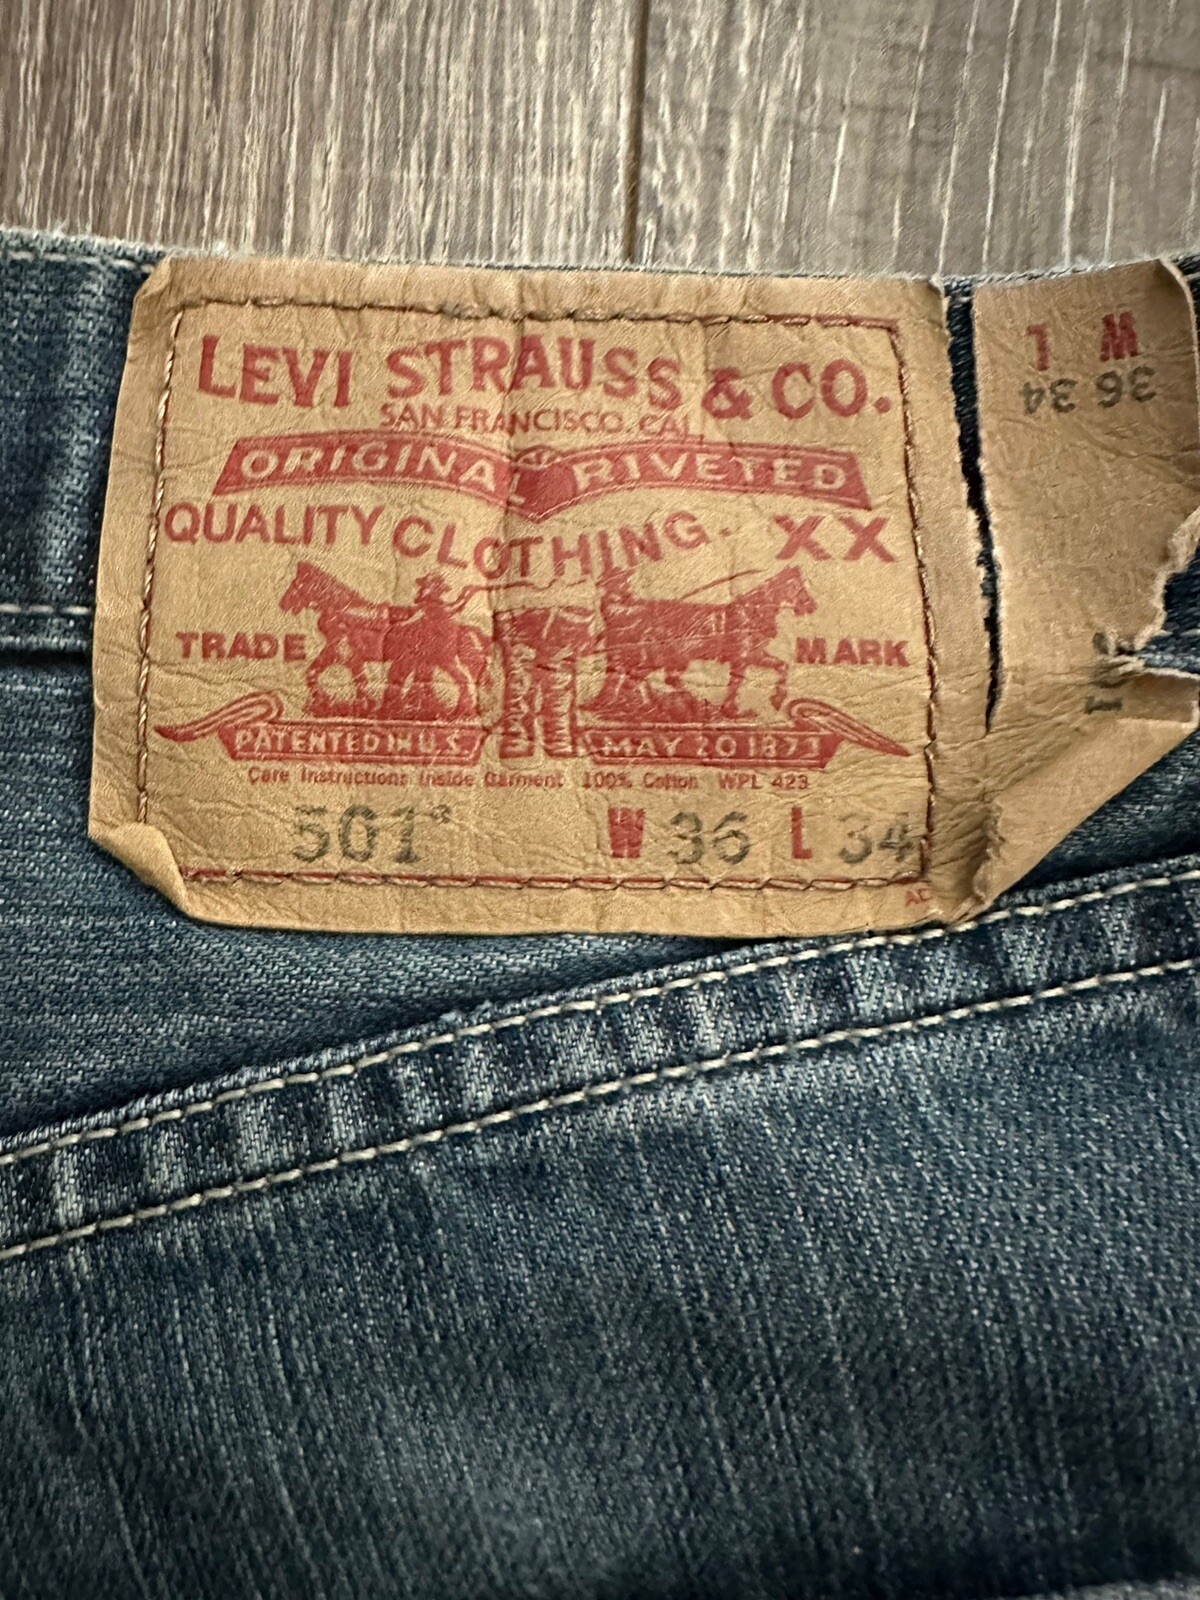 LEVI STRAUSS & CO.
SAN FRANCISCO. CAL
ORIGINAL RIVETED
QUALITY CLOTHING. XX
TRADE MARK
PATENTED IN U.S. MAY 20 1873
Care Instructions Inside Garment 100% Cotton WPL 423
501® W 36 L 34
W L
36 34